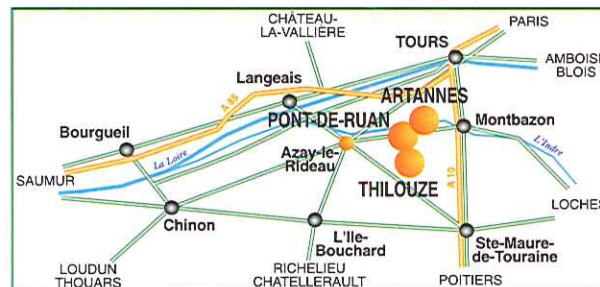 CHÂTEAU-
LA-VALLIÈRE
PARIS
TOURS
AMBOISE
BLOIS
Langeais
A 85
ARTANNES
PONT-DE-RUAN
Montbazon
Bourgueil
La Loire
Azay-le-
Rideau
L'Indre
SAUMUR
THILOUZE
A 10
LOCHES
Chinon
L'Ile-
Bouchard
Ste-Maure-
de-Touraine
LOUDUN
THOUARS
RICHELIEU
CHATELLERAULT
POITIERS